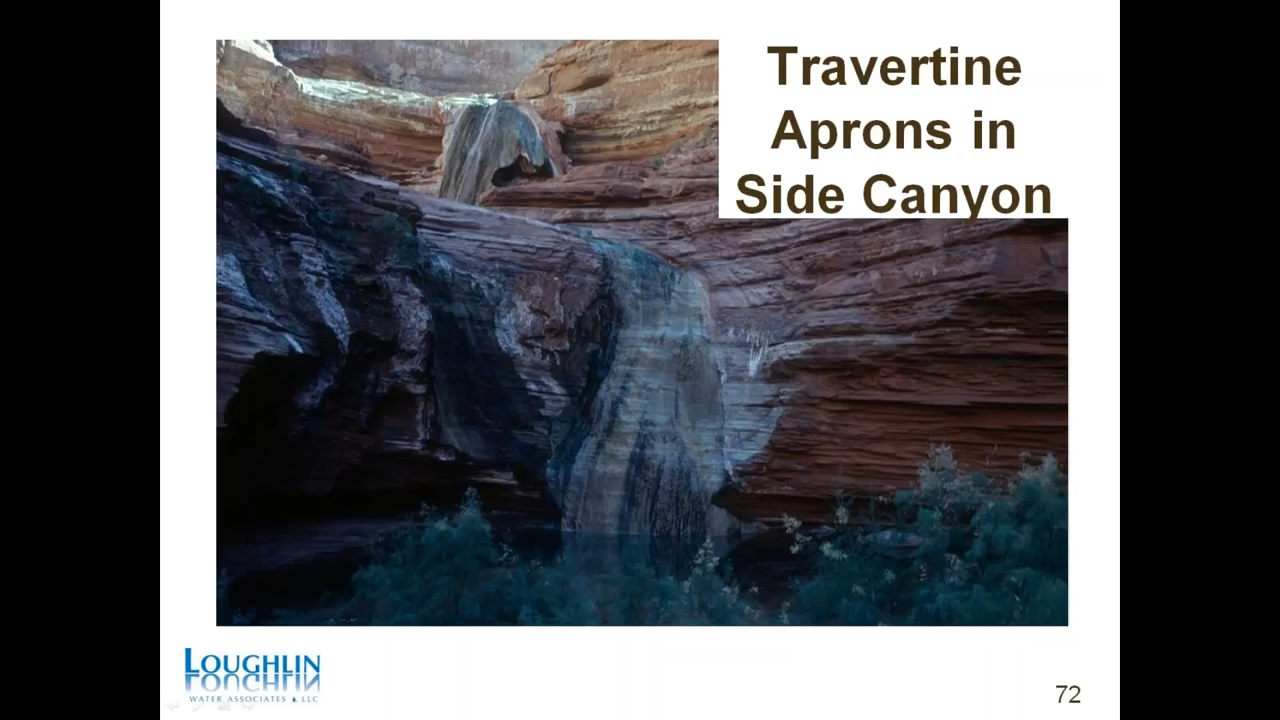 Travertine
Aprons in
Side Canyon
LOUGHLIN
WATER ASSOCIATES LLC
72